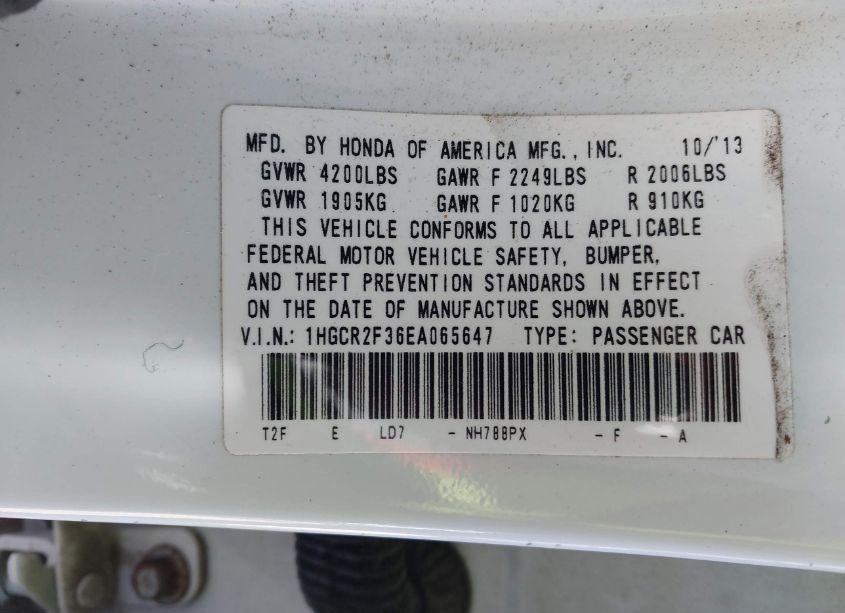 MFD. BY HONDA OF AMERICA MFG., INC. 10/'13
GVWR 4200LBS GAWR F 2249LBS R 2006LBS
GVWR 1905KG GAWR F 1020KG R 910KG
THIS VEHICLE CONFORMS TO ALL APPLICABLE
FEDERAL MOTOR VEHICLE SAFETY, BUMPER,
AND THEFT PREVENTION STANDARDS IN EFFECT
ON THE DATE OF MANUFACTURE SHOWN ABOVE.
V.I.N.: 1HGCR2F36EA065647 TYPE: PASSENGER CAR
T2F E LD7 - NH788PX - F - A